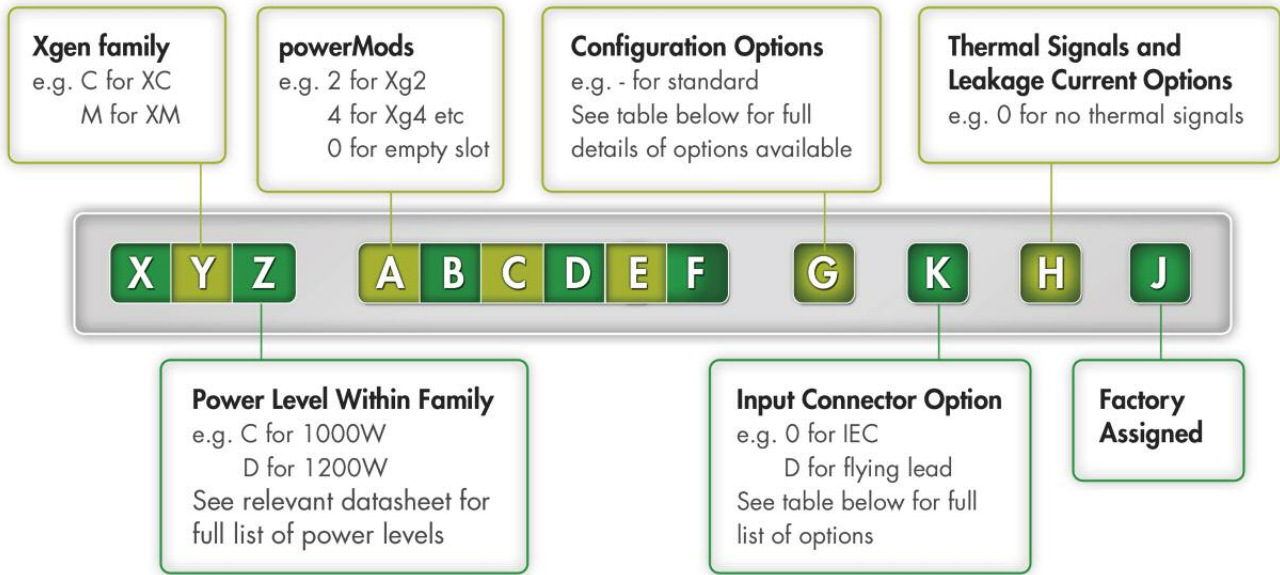 Xgen family
e.g. C for XC
M for XM
powerMods
e.g. 2 for Xg2
4 for Xg4 etc
0 for empty slot
Configuration Options
e.g. - for standard
See table below for full
details of options available
Thermal Signals and
Leakage Current Options
e.g. 0 for no thermal signals
X Y Z A B C D E F G K H J
Power Level Within Family
e.g. C for 1000W
D for 1200W
See relevant datasheet for
full list of power levels
Input Connector Option
e.g. 0 for IEC
D for flying lead
See table below for full
list of options
Factory
Assigned